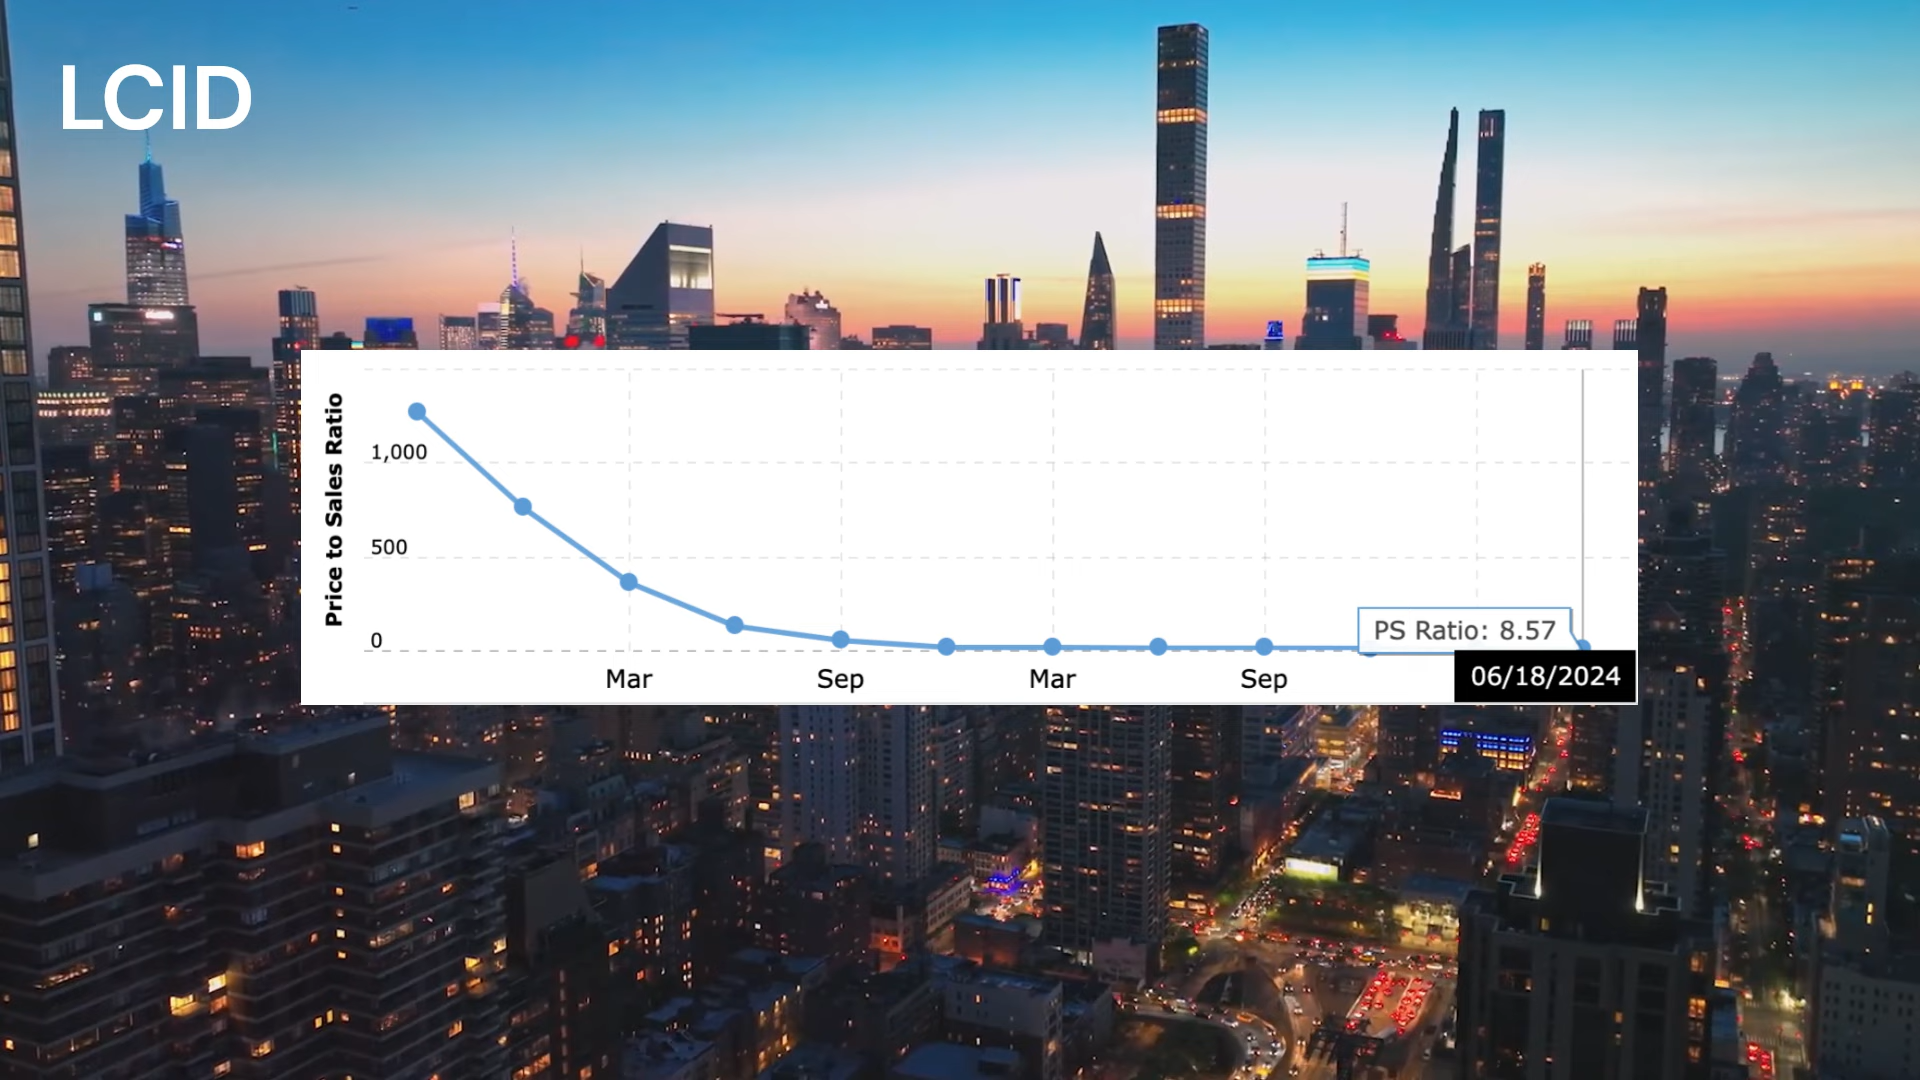 LCID
Price to Sales Ratio
1,000
500
0
PS Ratio: 8.57
Mar
Sep
Mar
Sep
06/18/2024